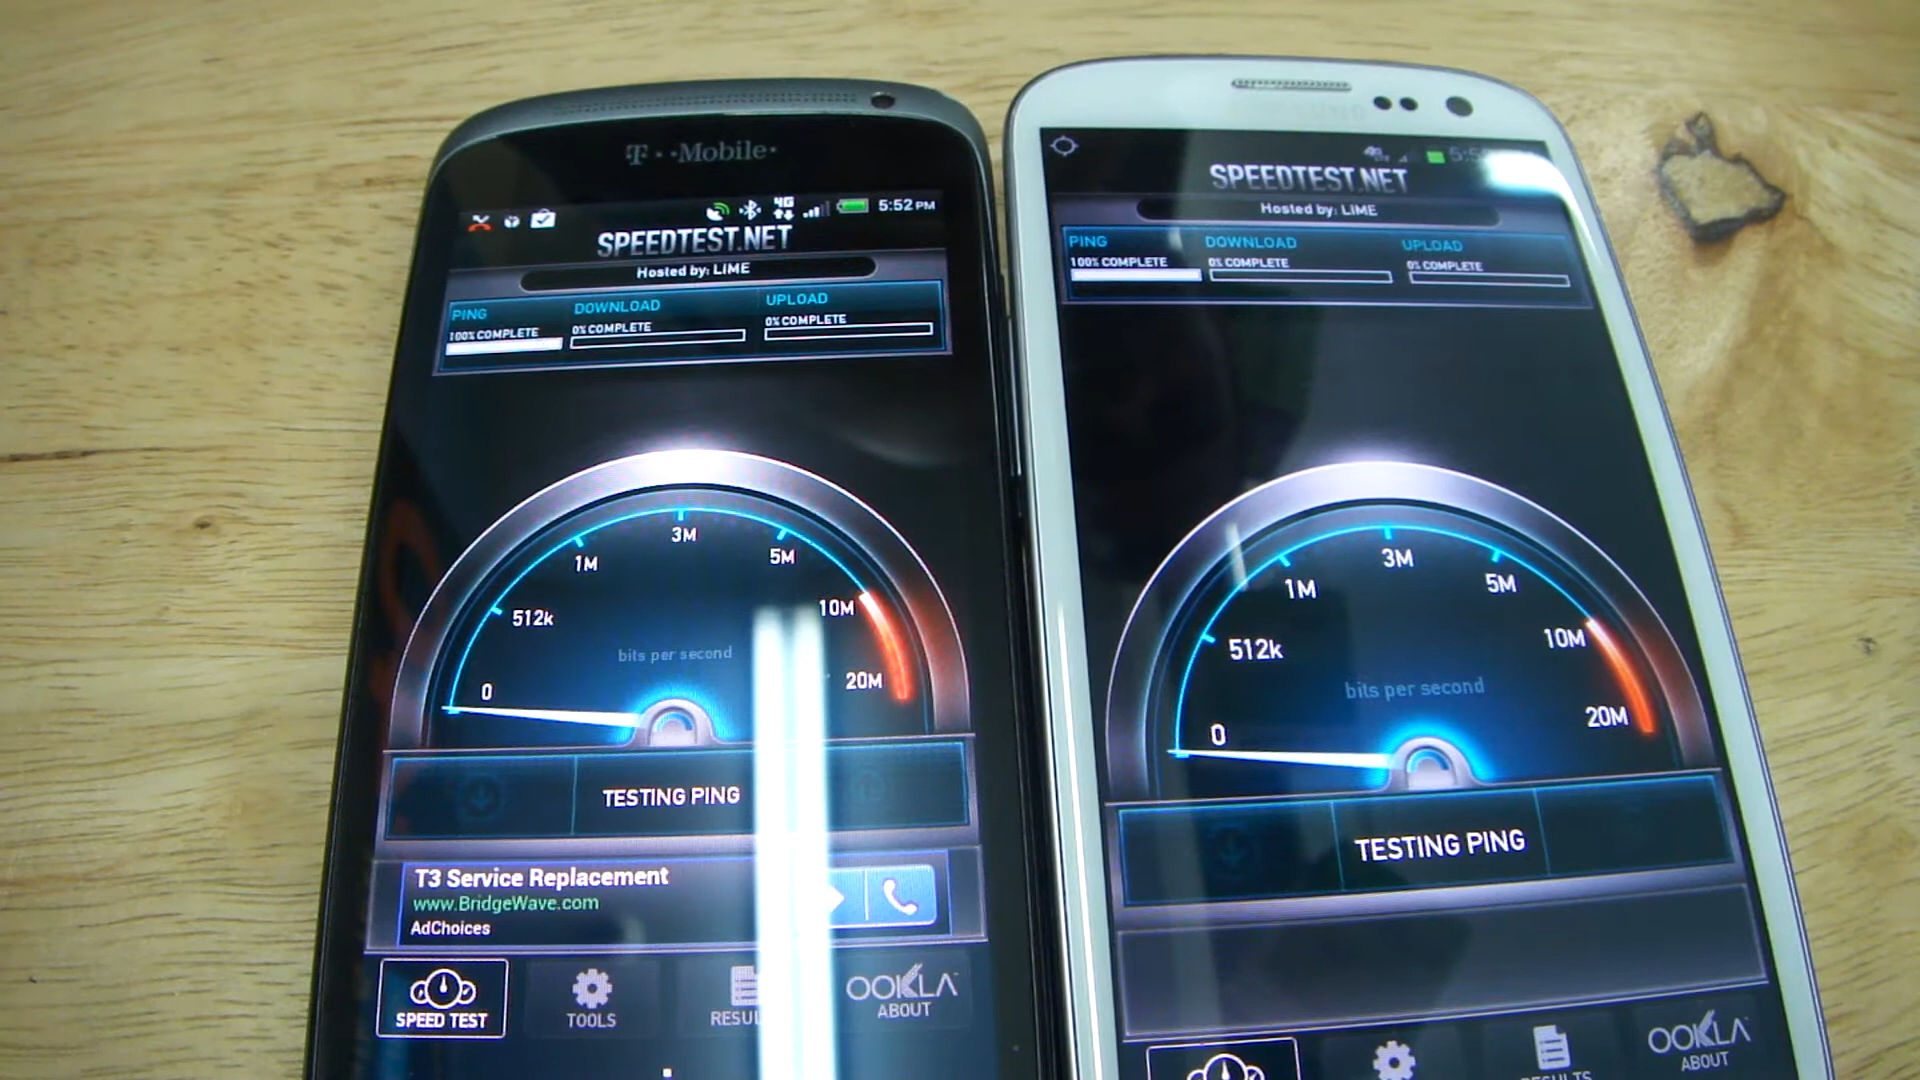 T··Mobile·
4G
5:52 PM
SPEEDTEST.NET
Hosted by: LIME
PING
DOWNLOAD
UPLOAD
100% COMPLETE
0% COMPLETE
0% COMPLETE
3M
1M
5M
512k
10M
bits per second
0
20M
TESTING PING
T3 Service Replacement
www.BridgeWave.com
AdChoices
SPEED TEST
TOOLS
OOKLA
ABOUT
4G
SPEEDTEST.NET
Hosted by: LIME
PING
DOWNLOAD
UPLOAD
100% COMPLETE
0% COMPLETE
0% COMPLETE
3M
1M
5M
512k
10M
bits per second
0
20M
TESTING PING
RESULTS
OOKLA
ABOUT